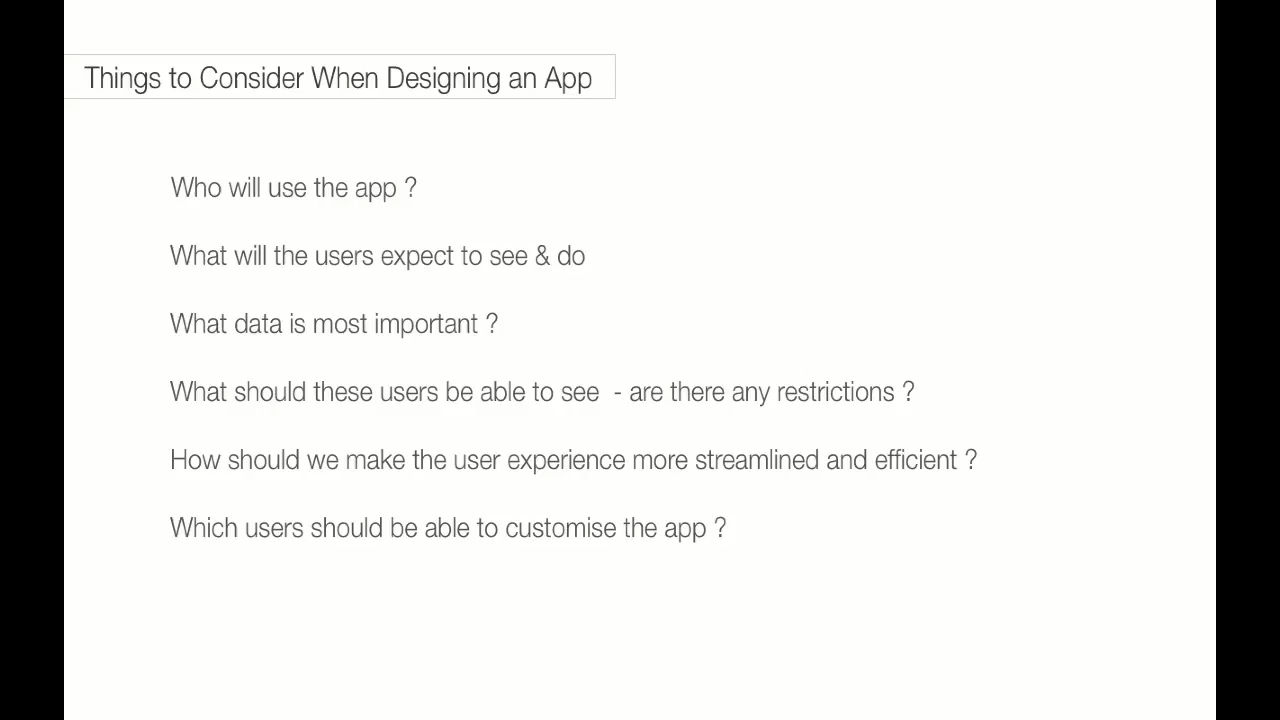 Things to Consider When Designing an App
Who will use the app ?
What will the users expect to see & do
What data is most important ?
What should these users be able to see  - are there any restrictions ?
How should we make the user experience more streamlined and efficient ?
Which users should be able to customise the app ?